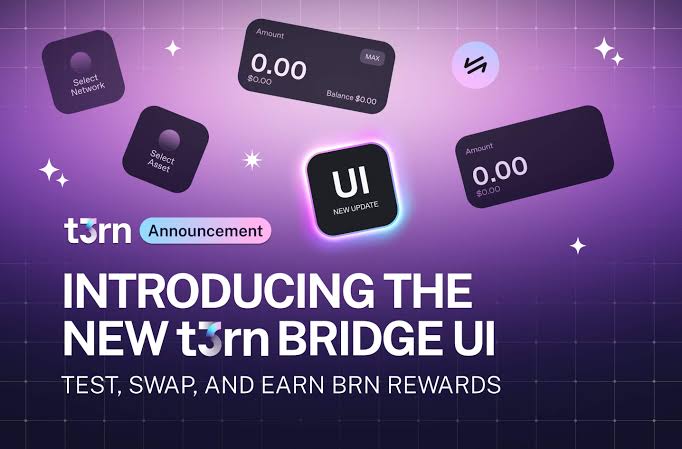 Select
Network
Amount
MAX
0.00
$0.00
Balance $0.00
Select
Asset
UI
NEW UPDATE
Amount
0.00
$0.00
t3rn Announcement
INTRODUCING THE
NEW t3rn BRIDGE UI
TEST, SWAP, AND EARN BRN REWARDS